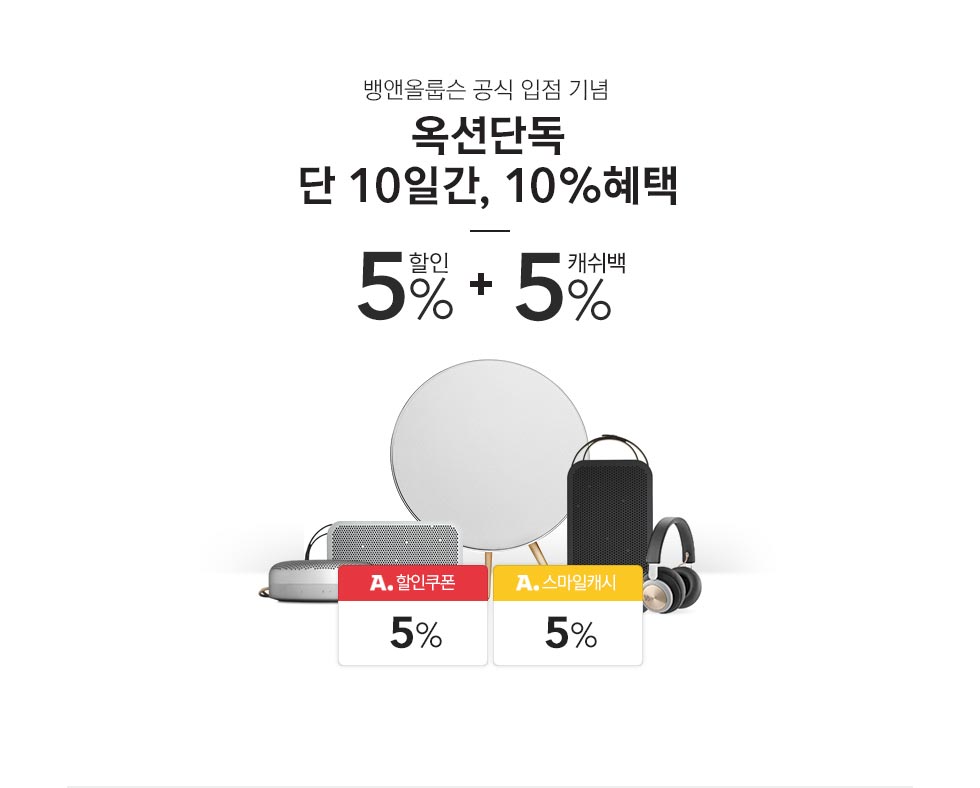 뱅앤올룹슨 공식 입점 기념
옥션단독
단 10일간, 10%혜택
5% 할인 + 5% 캐쉬백
A. 할인쿠폰
5%
A. 스마일캐시
5%